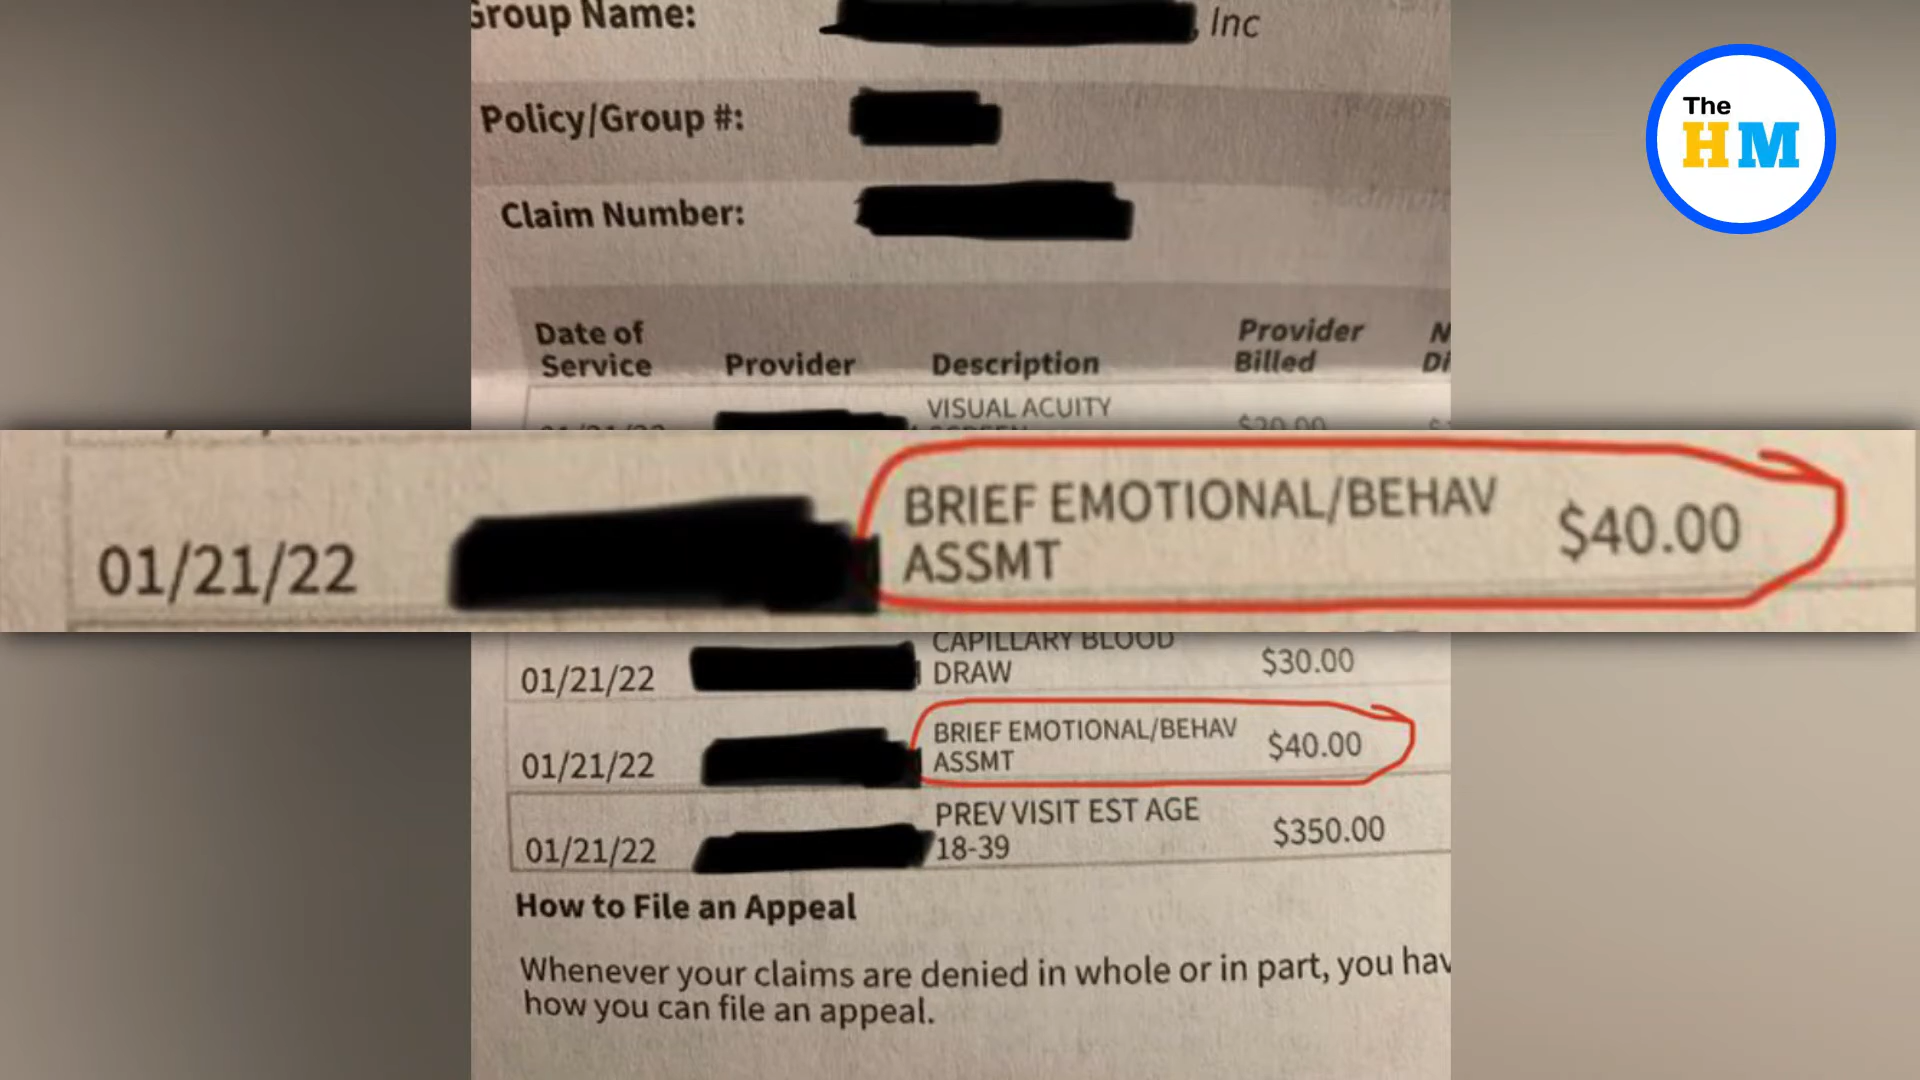 Group Name:
, Inc
The
HM
Policy/Group #:
Claim Number:
Date of
Service
Provider
Description
Provider
Billed
VISUAL ACUITY
$20.00
01/21/22
BRIEF EMOTIONAL/BEHAV
ASSMT
$40.00
CAPILLARY BLOOD
DRAW
01/21/22
$30.00
BRIEF EMOTIONAL/BEHAV
ASSMT
01/21/22
$40.00
PREV VISIT EST AGE
18-39
01/21/22
$350.00
How to File an Appeal
Whenever your claims are denied in whole or in part, you hav
how you can file an appeal.